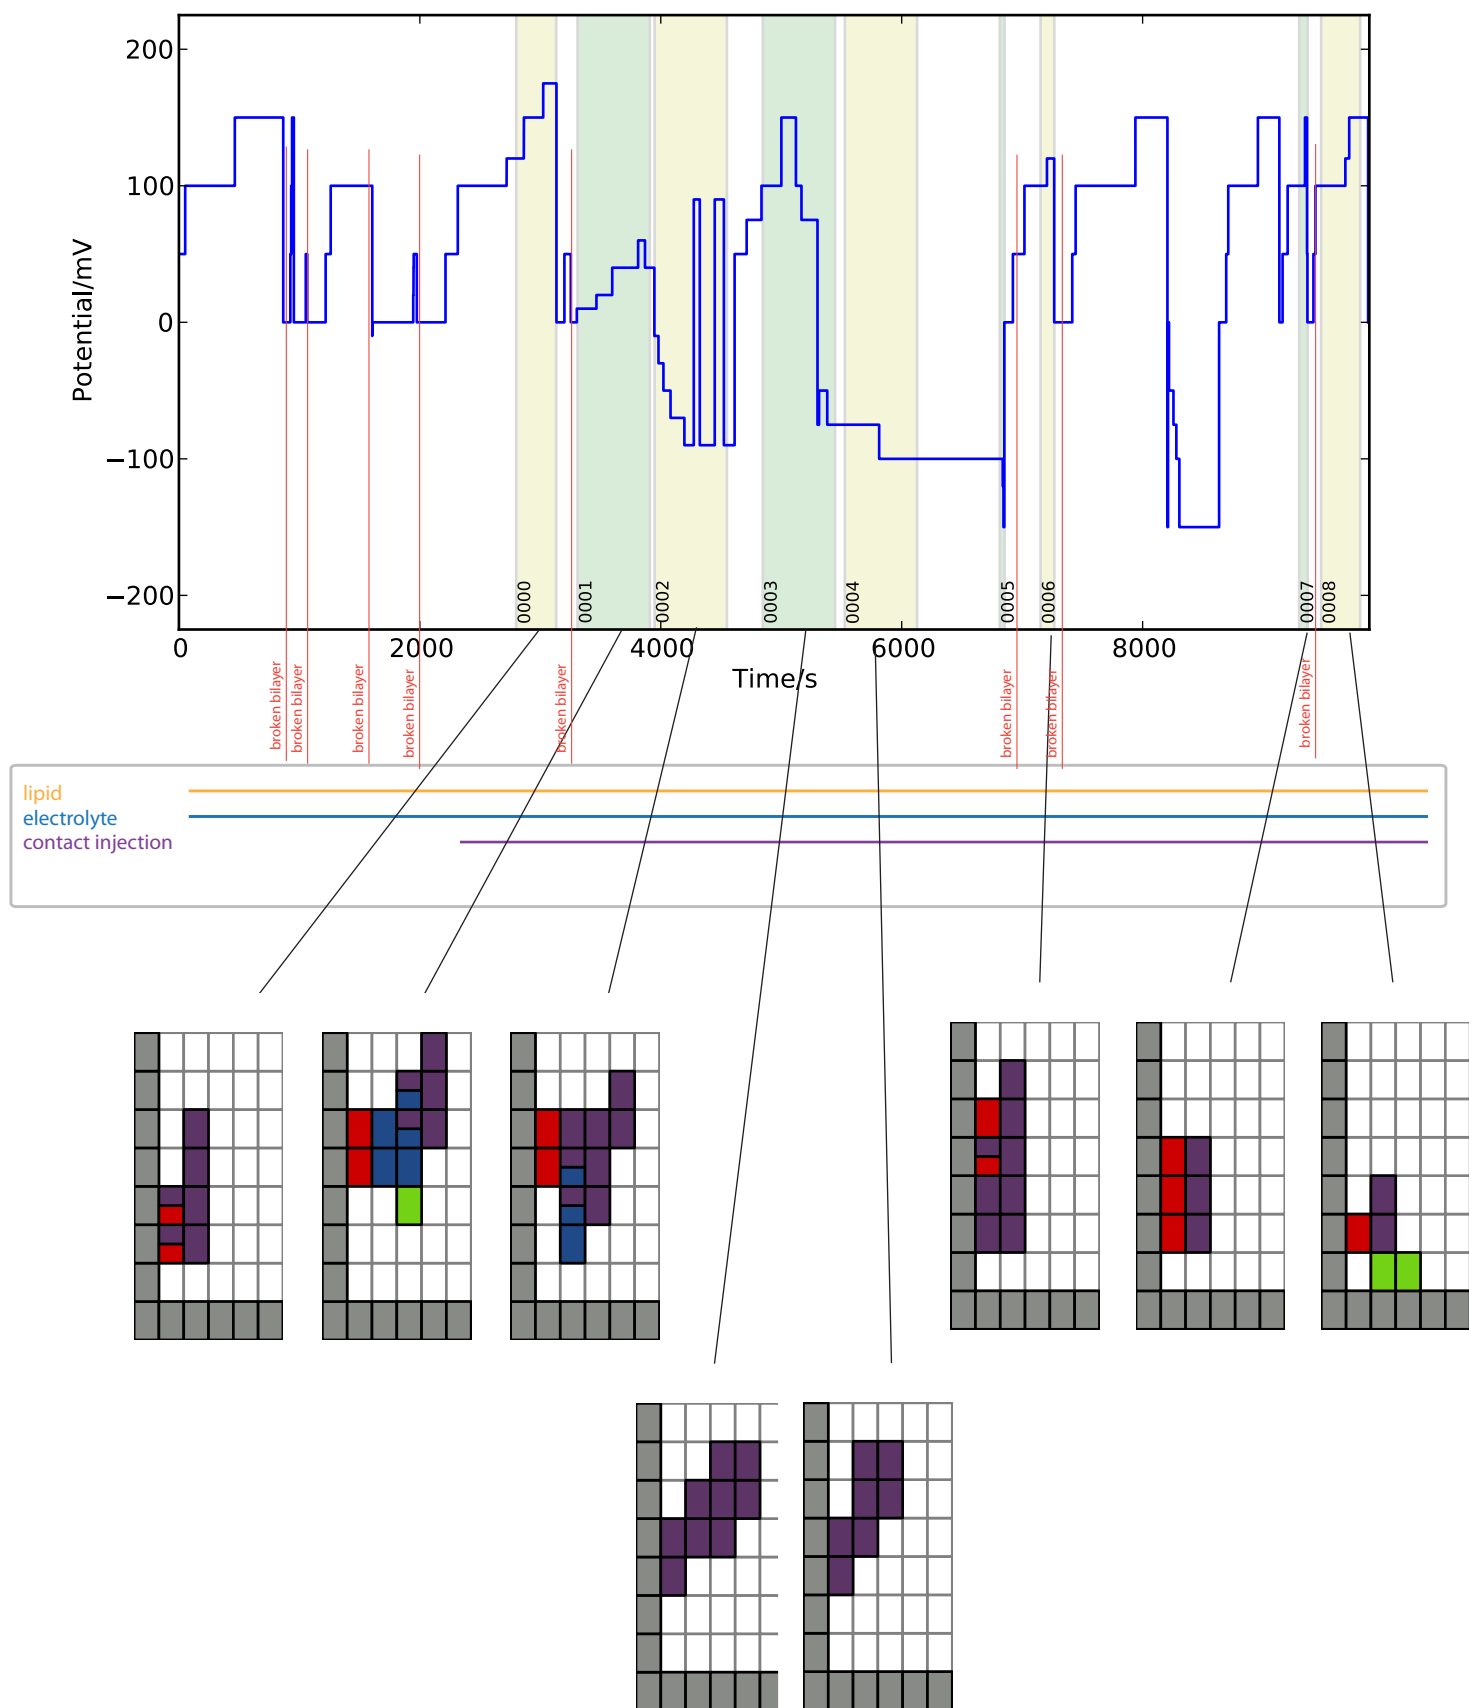 200
100
0
−100
−200
Potential/mV
0000
0001
0002
0003
0004
0005
0006
0007
0008
0
2000
4000
6000
8000
Time/s
broken bilayer
broken bilayer
broken bilayer
broken bilayer
broken bilayer
broken bilayer
broken bilayer
broken bilayer
lipid
electrolyte
contact injection